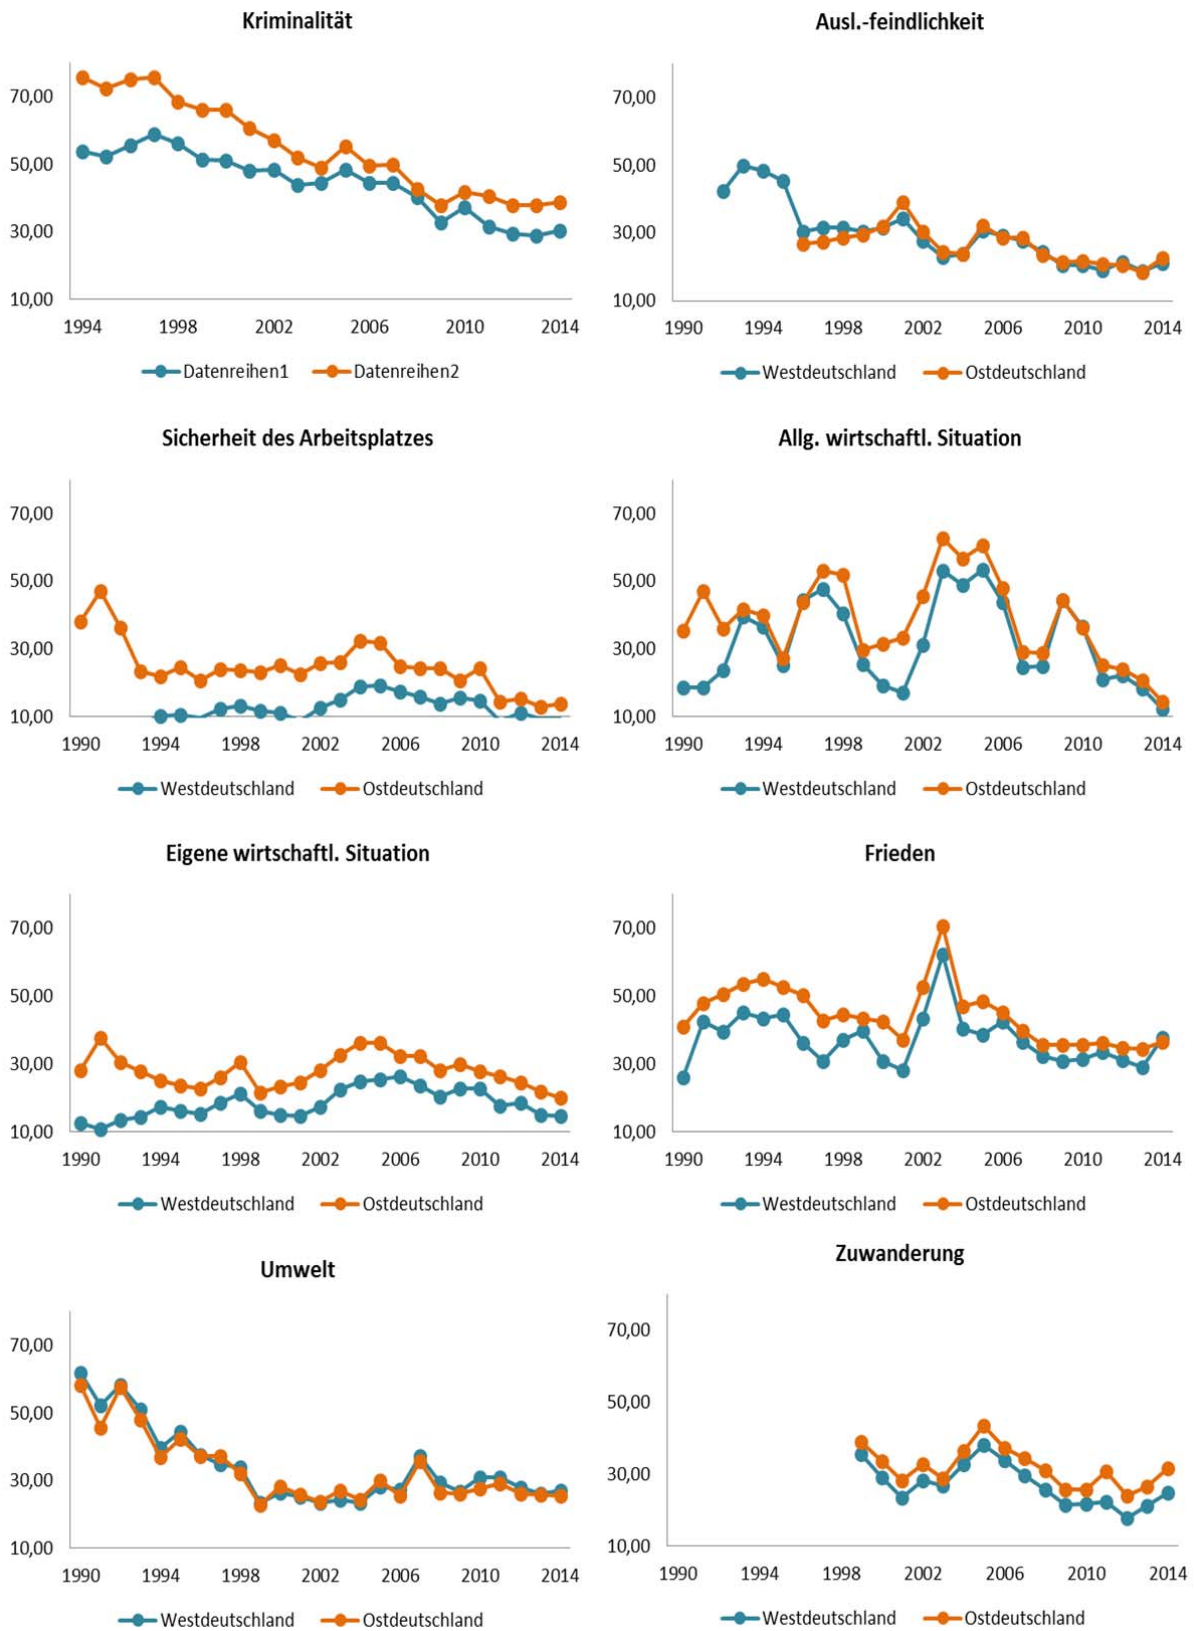 Kriminalität
70,00
50,00
30,00
10,00
1994 1998 2002 2006 2010 2014
Datenreihen1 Datenreihen2
Ausl.-feindlichkeit
70,00
50,00
30,00
10,00
1990 1994 1998 2002 2006 2010 2014
Westdeutschland Ostdeutschland
Sicherheit des Arbeitsplatzes
70,00
50,00
30,00
10,00
1990 1994 1998 2002 2006 2010 2014
Westdeutschland Ostdeutschland
Allg. wirtschaftl. Situation
70,00
50,00
30,00
10,00
1990 1994 1998 2002 2006 2010 2014
Westdeutschland Ostdeutschland
Eigene wirtschaftl. Situation
70,00
50,00
30,00
10,00
1990 1994 1998 2002 2006 2010 2014
Westdeutschland Ostdeutschland
Frieden
70,00
50,00
30,00
10,00
1990 1994 1998 2002 2006 2010 2014
Westdeutschland Ostdeutschland
Umwelt
70,00
50,00
30,00
10,00
1990 1994 1998 2002 2006 2010 2014
Westdeutschland Ostdeutschland
Zuwanderung
70,00
50,00
30,00
10,00
1990 1994 1998 2002 2006 2010 2014
Westdeutschland Ostdeutschland